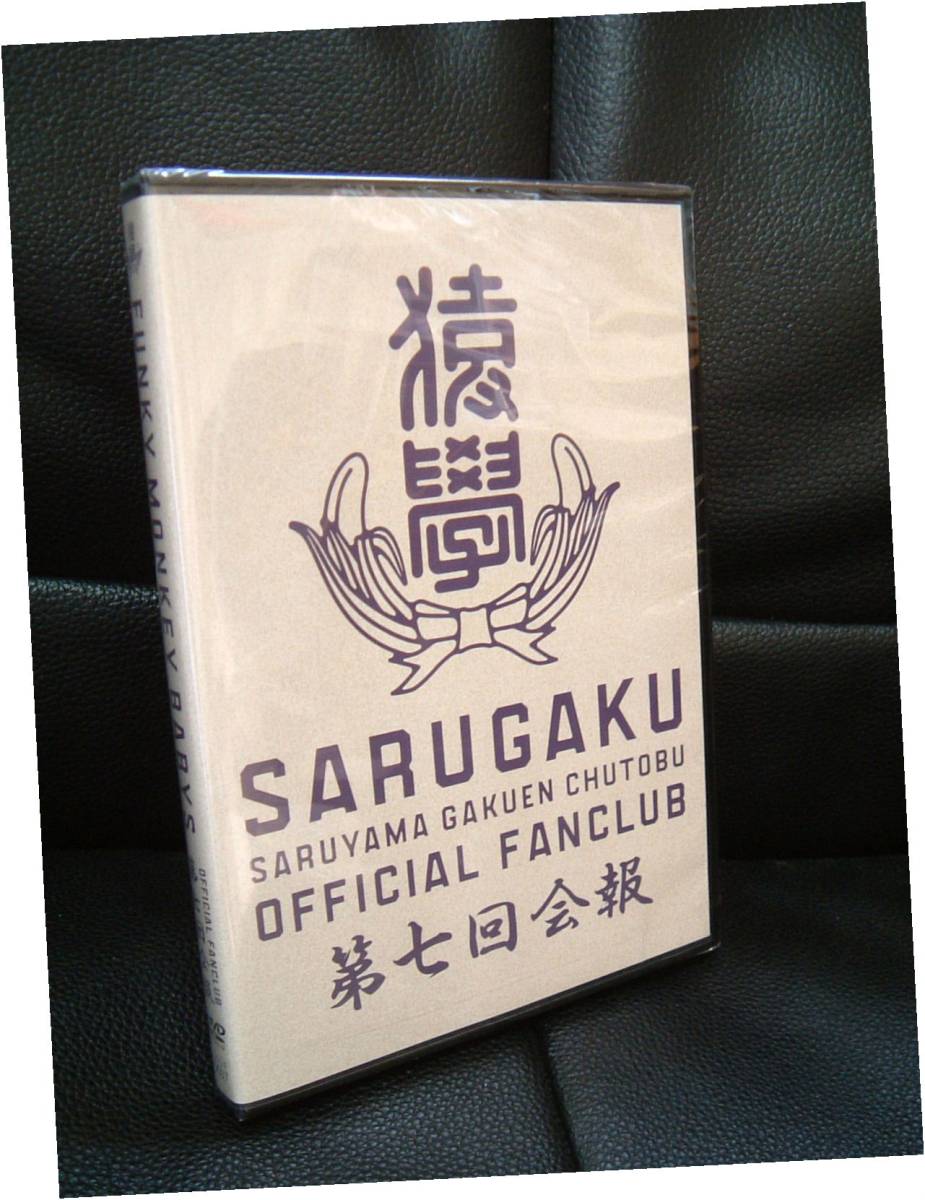 猿
學
SARUGAKU
SARUYAMA GAKUEN CHUTOBU
OFFICIAL FANCLUB
第七回会報
FUNKY MONKEY BABYS
OFFICIAL FANCLUB